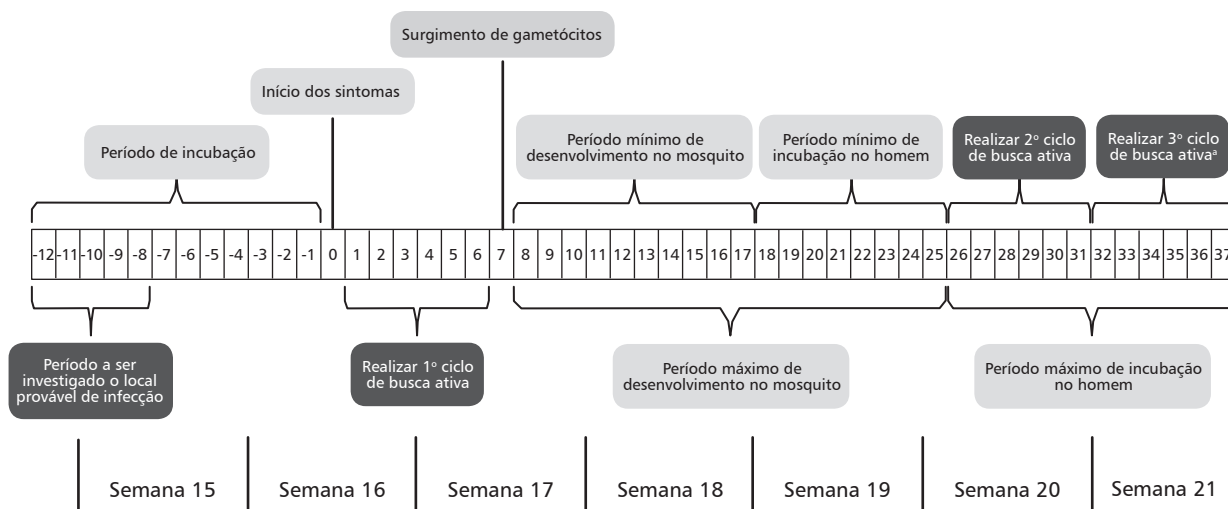 Surgimento de gametócitos
Início dos sintomas
Período de incubação
Período mínimo de
desenvolvimento no mosquito
Período mínimo de
incubação no homem
Realizar 2º ciclo
de busca ativa
Realizar 3º ciclo
de busca ativaª
-12 -11 -10 -9 -8 -7 -6 -5 -4 -3 -2 -1 0 1 2 3 4 5 6 7 8 9 10 11 12 13 14 15 16 17 18 19 20 21 22 23 24 25 26 27 28 29 30 31 32 33 34 35 36 37
Período a ser
investigado o local
provável de infecção
Realizar 1º ciclo
de busca ativa
Período máximo de
desenvolvimento no mosquito
Período máximo de incubação
no homem
Semana 15 Semana 16 Semana 17 Semana 18 Semana 19 Semana 20 Semana 21